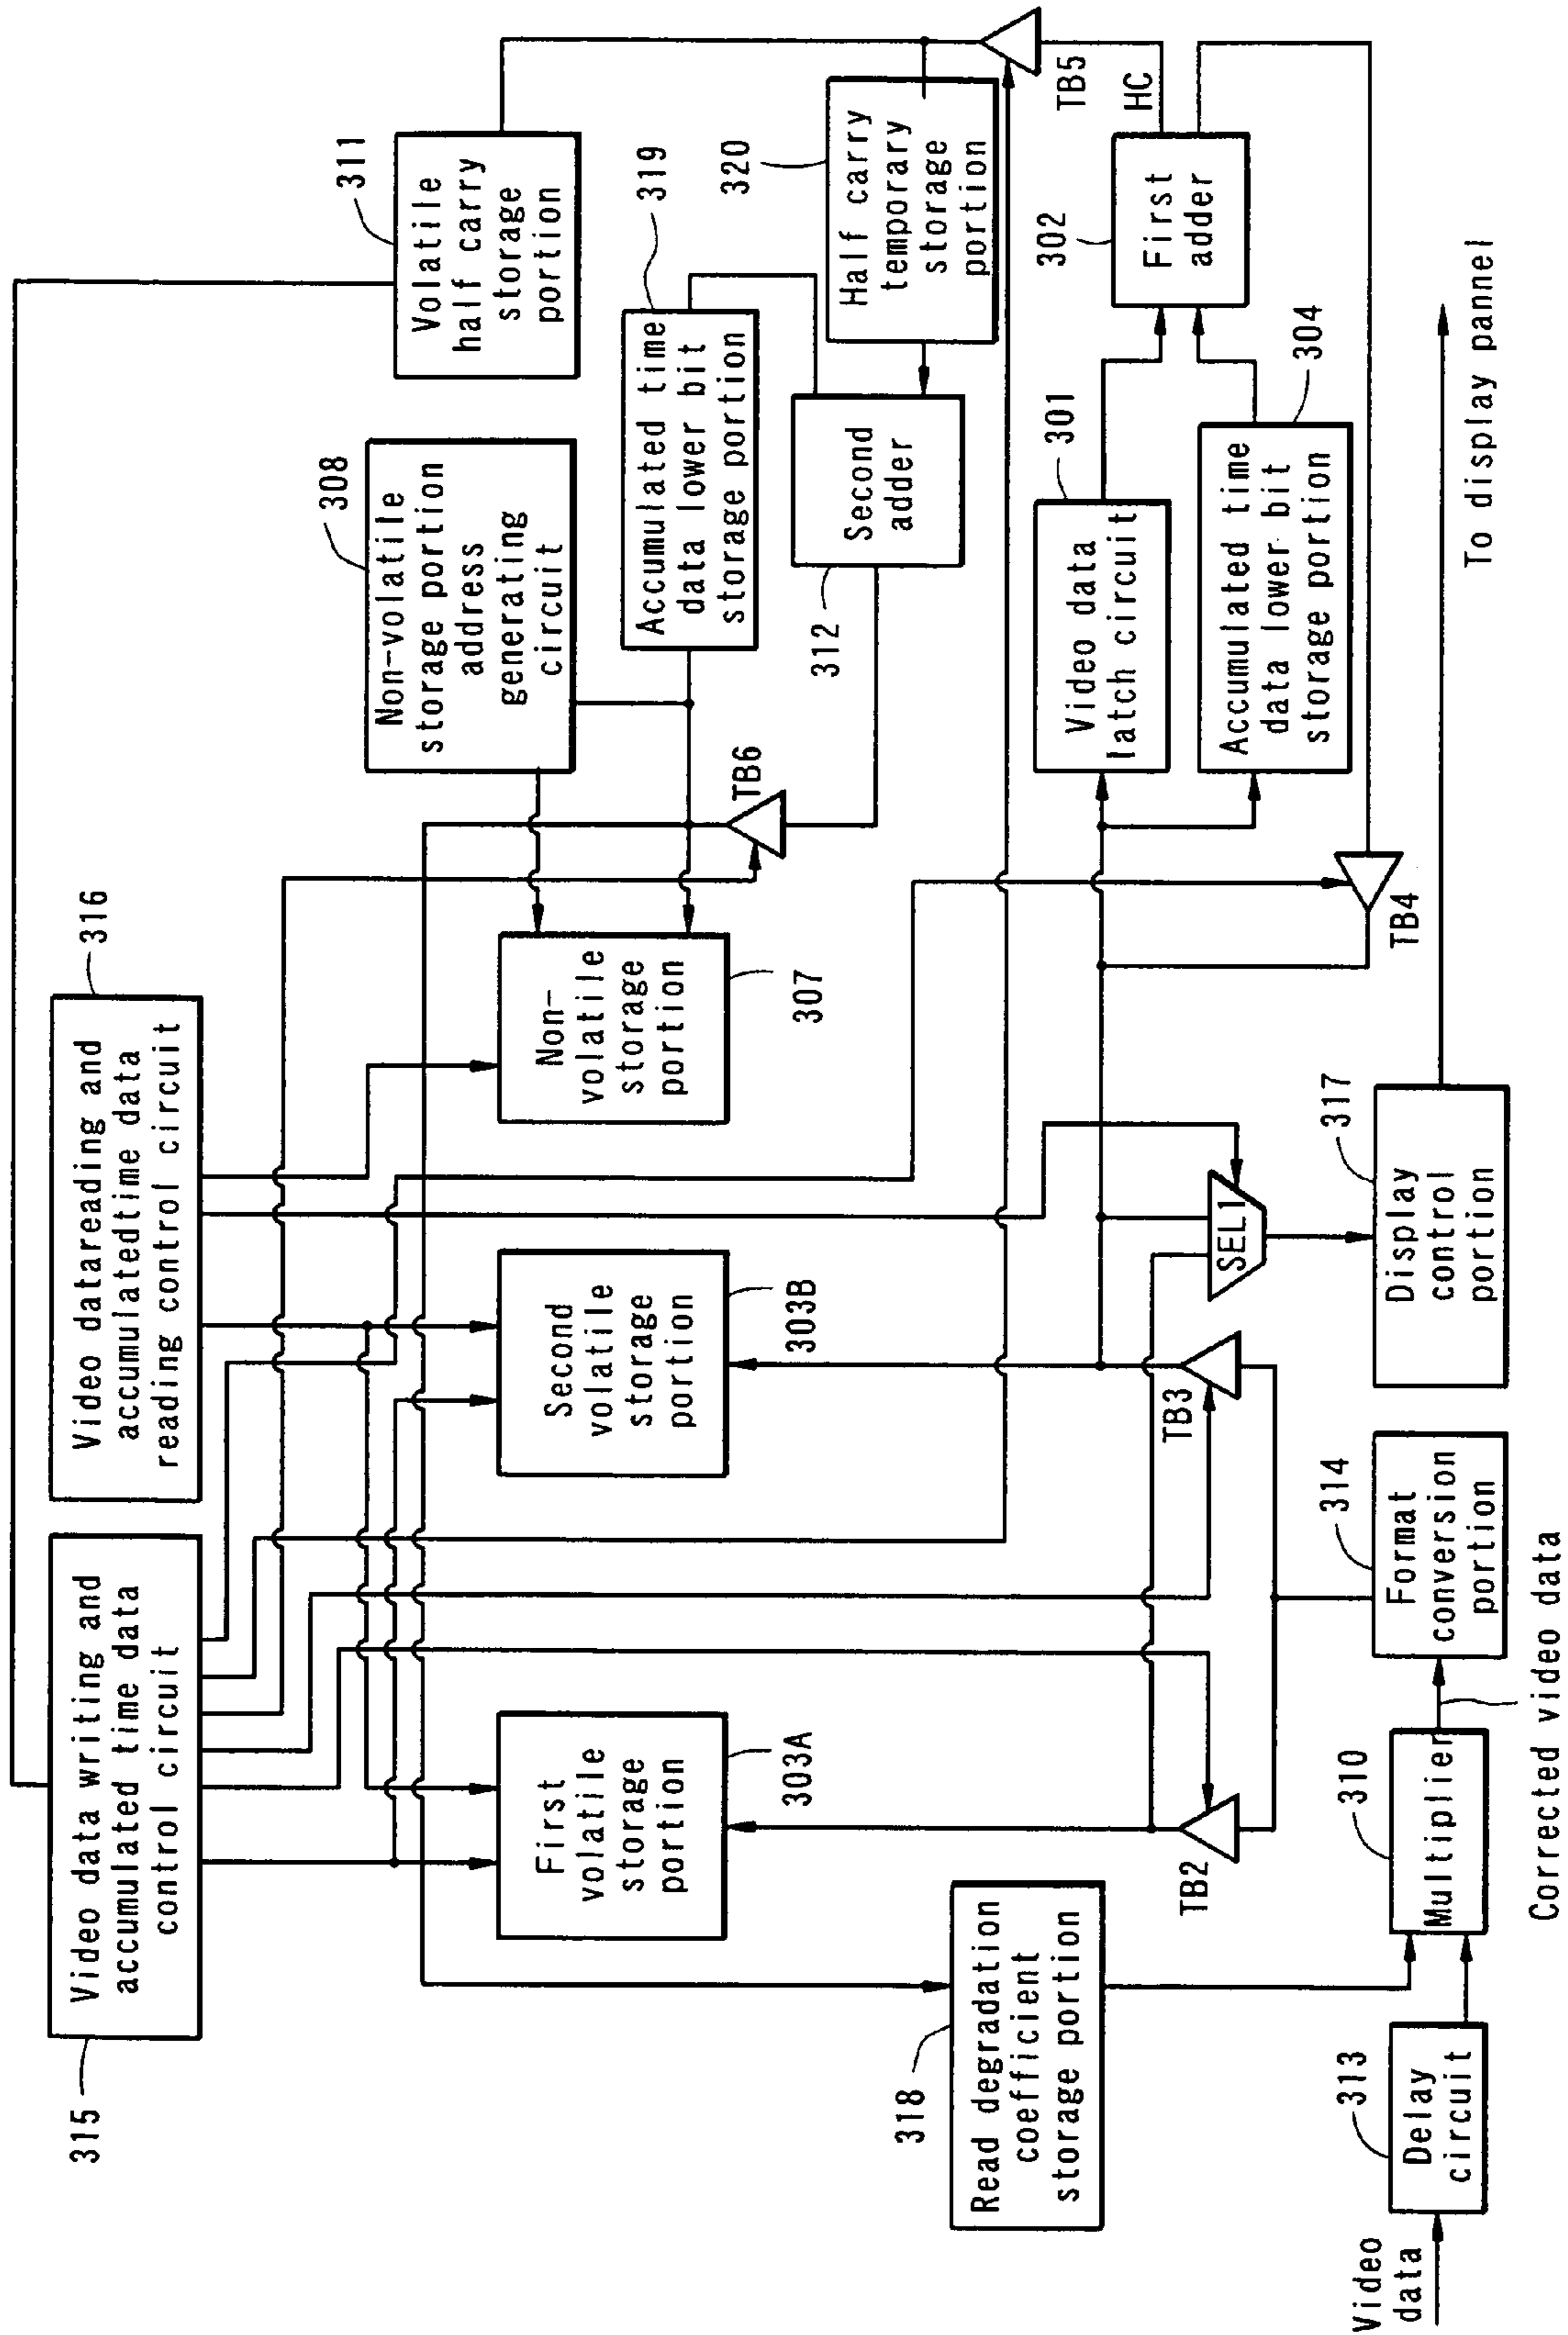 315
Video data writing and
accumulated time data
control circuit
Video datareading and
accumulatedtime data
reading control circuit
316
308
Non-volatile
storage portion
address
generating
circuit
311
Volatile
half carry
storage
portion
First
volatile
storage
portion
303A
Second
volatile
storage
portion
303B
Non-
volatile
storage
portion
307
TB6
319
Accumulated time
data lower bit
storage portion
312
Second
adder
320
Half carry
temporary
storage
portion
318
Read degradation
coefficient
storage portion
TB2
TB3
SEL1
301
Video data
latch circuit
Accumulated time
data lower bit
storage portion
304
302
First
adder
HC
TB5
TB4
Video
data
313
Delay
circuit
310
Multiplier
Corrected video data
314
Format
conversion
portion
317
Display
control
portion
To display pannel